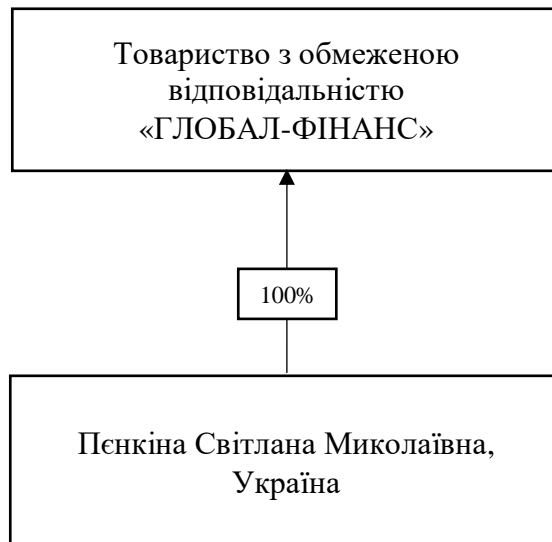 Товариство з обмеженою
відповідальністю
«ГЛОБАЛ-ФІНАНС»
100%
Пєнкіна Світлана Миколаївна,
Україна